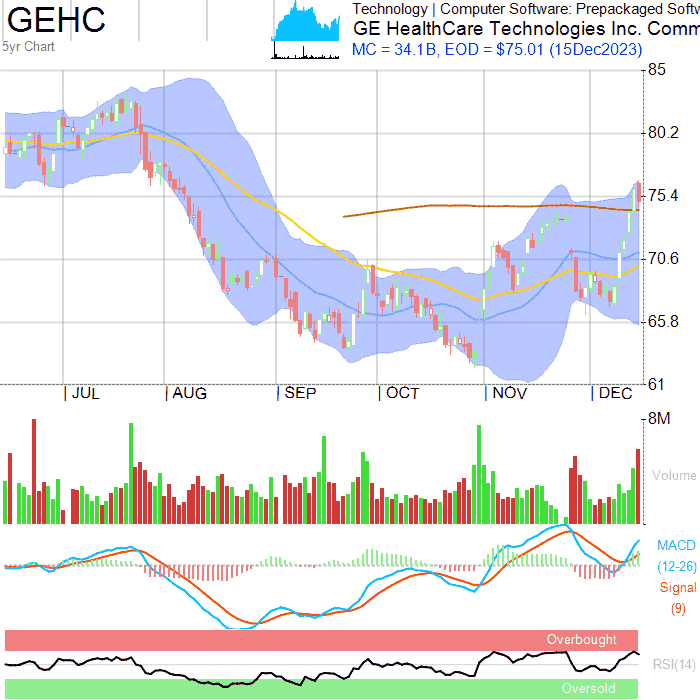 GEHC
5yr Chart
Technology | Computer Software: Prepackaged Softw
GE HealthCare Technologies Inc. Comm
MC = 34.1B, EOD = $75.01 (15Dec2023)
85
80.2
75.4
70.6
65.8
61
JUL AUG SEP OCT NOV DEC
8M
Volume
MACD
(12-26)
Signal
(9)
Overbought
RSI(14)
Oversold